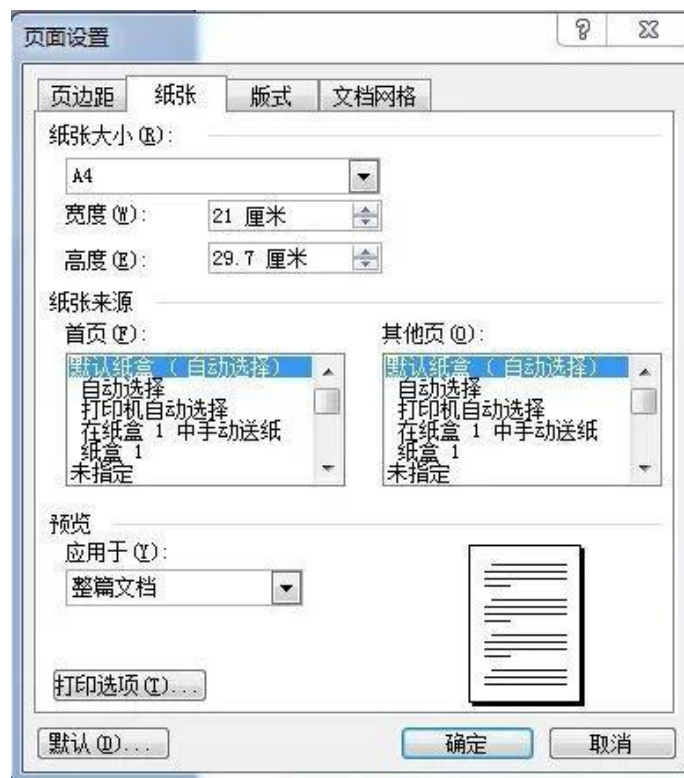 页面设置
页边距 纸张 版式 文档网格
纸张大小(R):
A4
宽度(W): 21 厘米
高度(E): 29.7 厘米
纸张来源
首页(F): 其他页(O):
默认纸盒 (自动选择) 默认纸盒 (自动选择)
自动选择 自动选择
打印机自动选择 打印机自动选择
在纸盒 1 中手动送纸 在纸盒 1 中手动送纸
纸盒 1 纸盒 1
未指定 未指定
预览
应用于(Y):
整篇文档
打印选项(T)...
默认(D)... 确定 取消